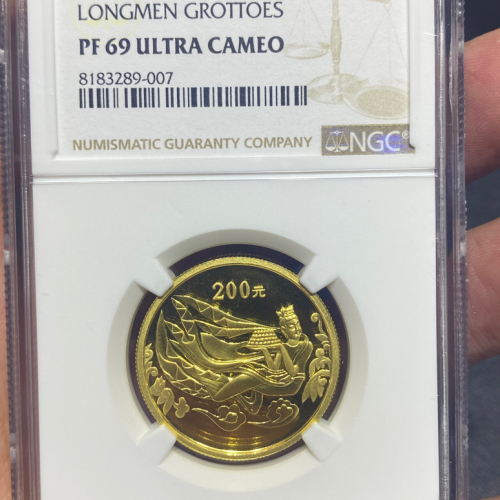 LONGMEN GROTTOES
PF 69 ULTRA CAMEO
8183289-007
NUMISMATIC GUARANTY COMPANY
NGC®
200元